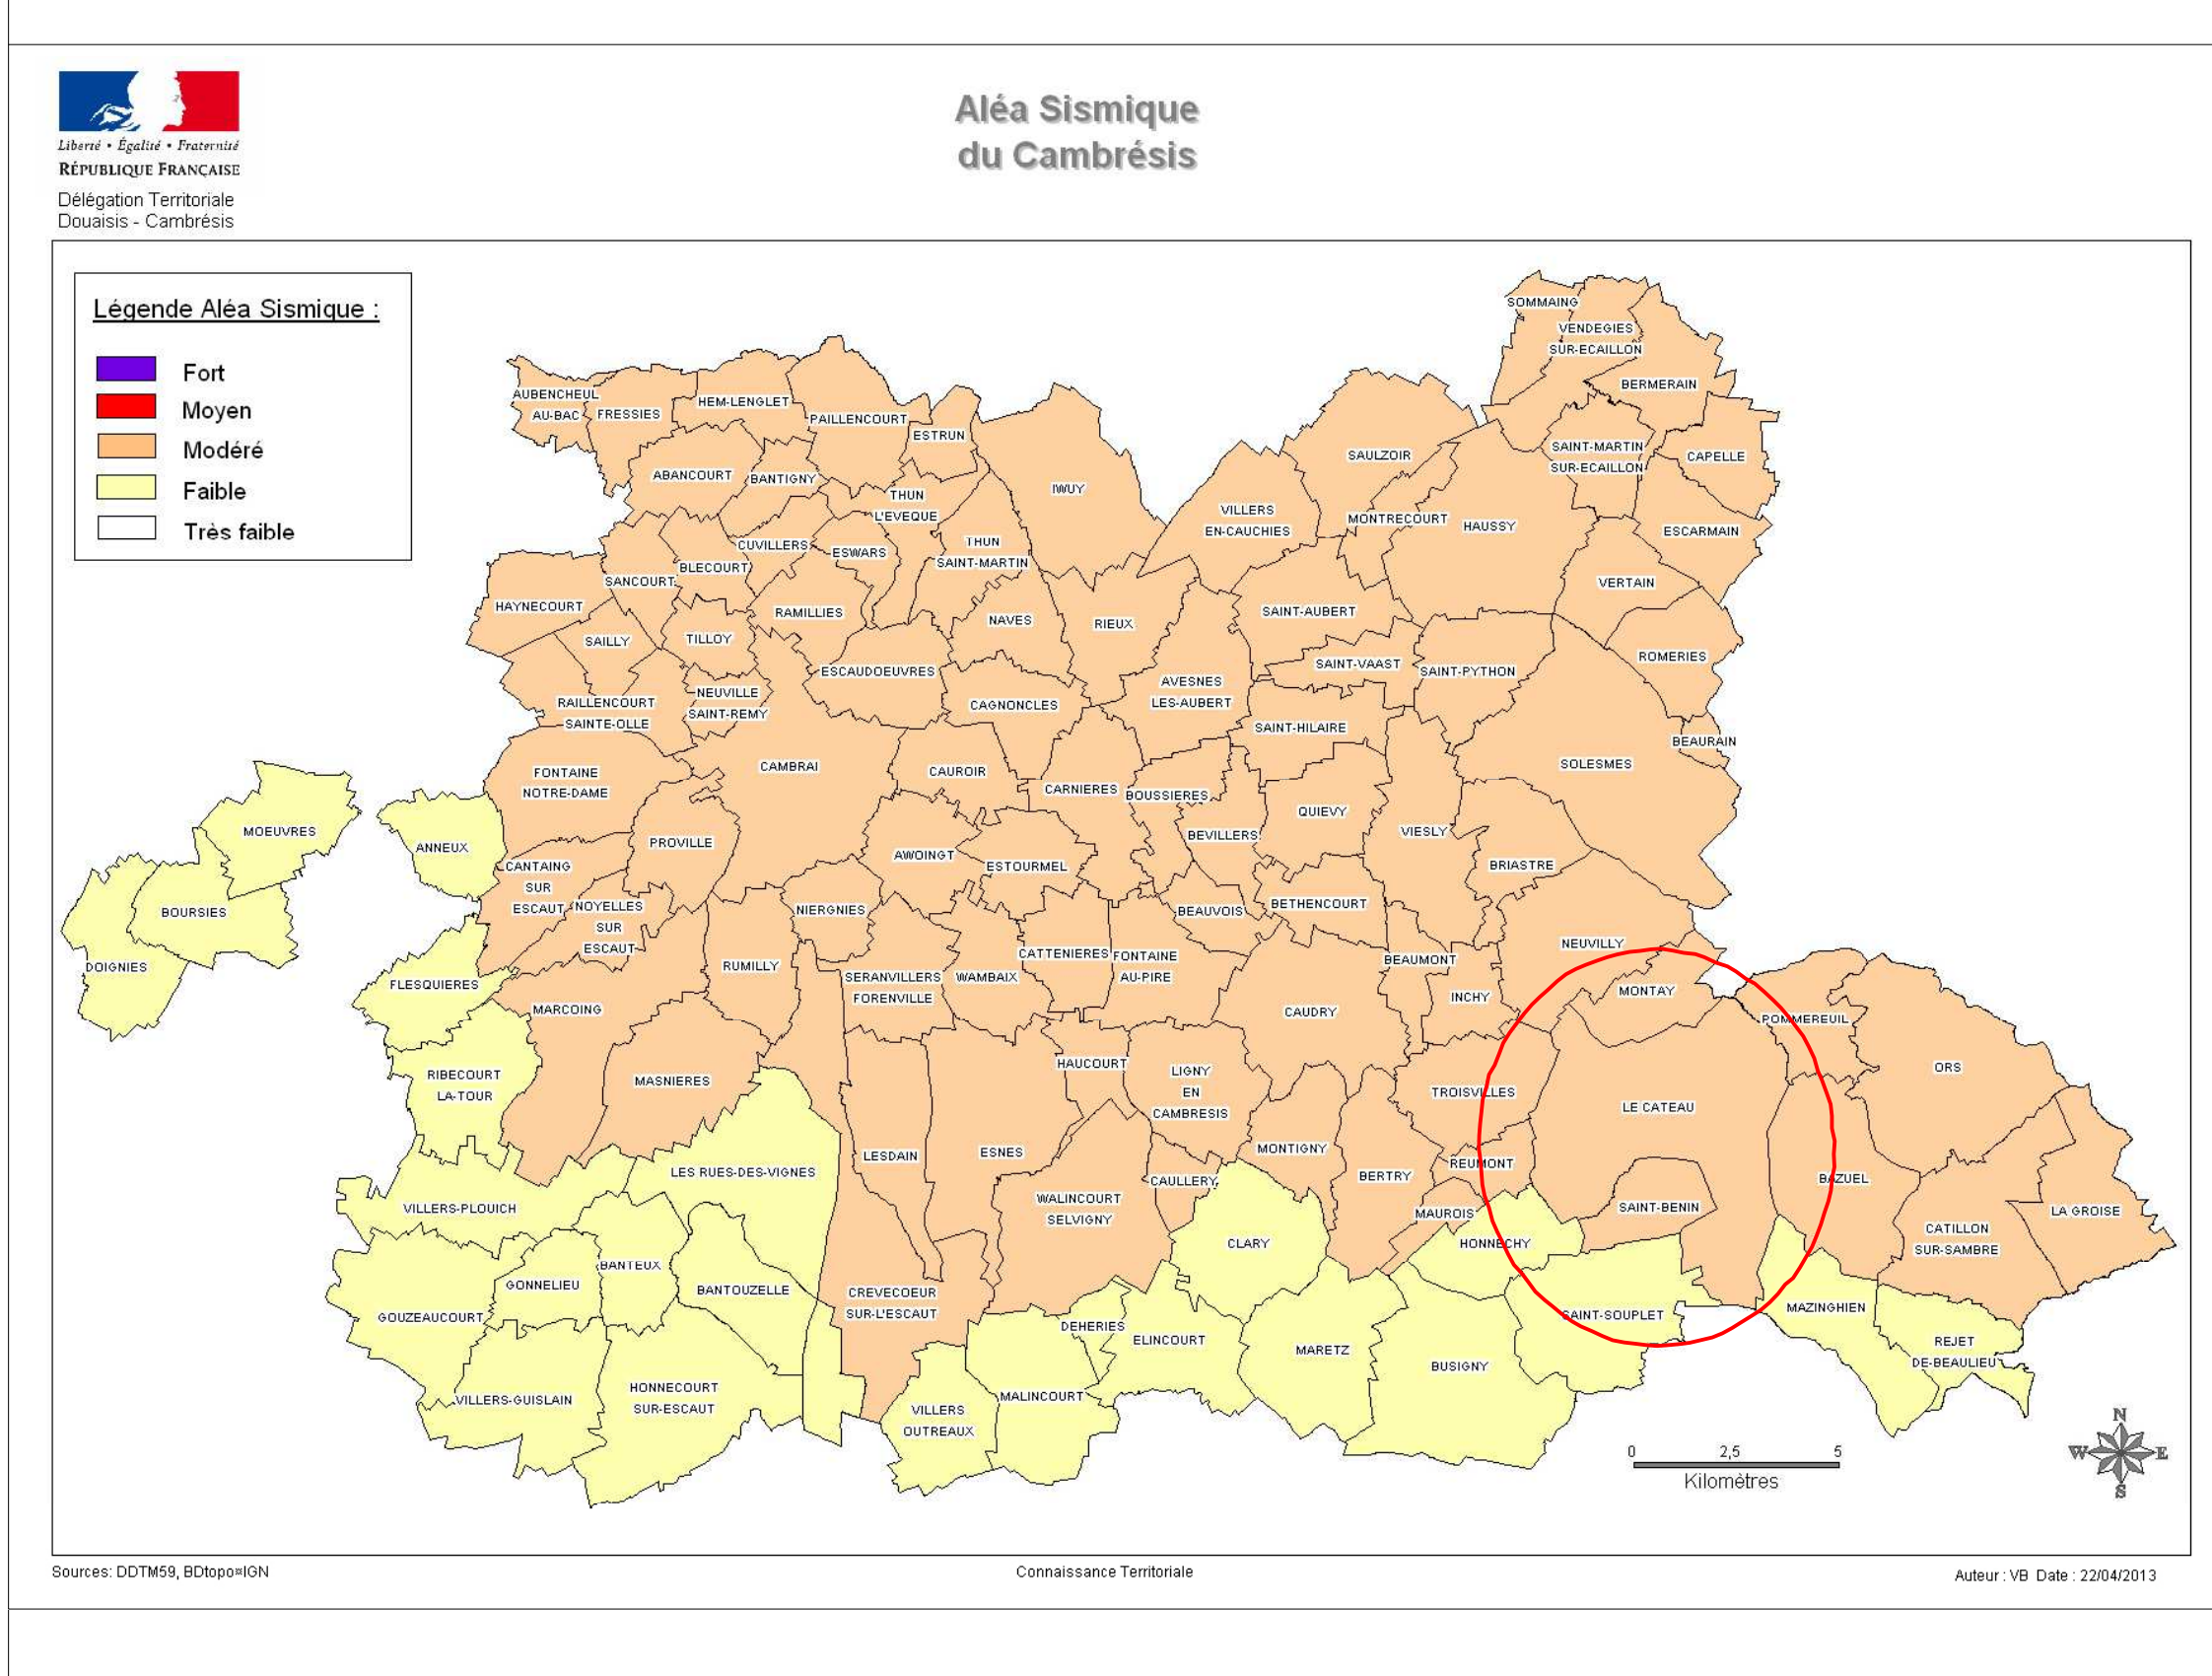 Liberté • Égalité • Fraternité
RÉPUBLIQUE FRANÇAISE
Délégation Territoriale
Douaisis - Cambrésis
Aléa Sismique
du Cambrésis
Légende Aléa Sismique :
Fort
Moyen
Modéré
Faible
Très faible
SOMMAING
VENDEGIES
SUR-ECAILLON
BERMERAIN
AUBENCHEUL
AU-BAC
FRESSIES
HEM-LENGLET
PAILLENCOURT
ESTRUN
SAINT-MARTIN
SUR-ECAILLON
CAPELLE
SAULZOIR
ABANCOURT
BANTIGNY
IWUY
THUN
L'EVEQUE
VILLERS
EN-CAUCHIES
MONTRECOURT
HAUSSY
ESCARMAIN
CUVILLERS
ESWARS
THUN
SAINT-MARTIN
BLECOURT
SANCOURT
VERTAIN
HAYNECOURT
RAMILLIES
NAVES
RIEUX
SAINT-AUBERT
SAILLY
TILLOY
ROMERIES
ESCAUDOEUVRES
SAINT-VAAST
SAINT-PYTHON
AVESNES
LES-AUBERT
NEUVILLE
SAINT-REMY
RAILLENCOURT
SAINTE-OLLE
CAGNONCLES
SAINT-HILAIRE
BEAURAIN
SOLESMES
CAMBRAI
CAUROIR
FONTAINE
NOTRE-DAME
CARNIERES
BOUSSIERES
QUIEVY
MOEUVRES
ANNEUX
PROVILLE
BEVILLERS
VIESLY
AWOINGT
ESTOURMEL
BRIASTRE
CANTAING
SUR
ESCAUT
NOYELLES
SUR
ESCAUT
NIERGNIES
BEAUVOIS
BETHENCOURT
BOURSIES
NEUVILLY
CATTENIERES
FONTAINE
AU-PIRE
BEAUMONT
DOIGNIES
FLESQUIERES
RUMILLY
SERANVILLERS
FORENVILLE
WAMBAIX
INCHY
MONTAY
MARCOING
CAUDRY
POMMEREUIL
HAUCOURT
LIGNY
EN
CAMBRESIS
ORS
RIBECOURT
LA-TOUR
MASNIERES
TROISVILLES
LE CATEAU
LESDAIN
ESNES
MONTIGNY
REUMONT
LES RUES-DES-VIGNES
CAULLERY
BERTRY
BAZUEL
WALINCOURT
SELVIGNY
VILLERS-PLOUICH
MAUROIS
SAINT-BENIN
LA GROISE
CATILLON
SUR-SAMBRE
CLARY
HONNECHY
BANTEUX
GONNELIEU
BANTOUZELLE
CREVECOEUR
SUR-L'ESCAUT
GOUZEAUCOURT
MAZINGHIEN
SAINT-SOUPLET
DEHERIES
ELINCOURT
MARETZ
REJET
DE-BEAULIEU
BUSIGNY
HONNECOURT
SUR-ESCAUT
VILLERS-GUISLAIN
MALINCOURT
VILLERS
OUTREAUX
0 2,5 5
Kilomètres
N
W E
S
Sources: DDTM59, BDtopo¤IGN
Connaissance Territoriale
Auteur : VB Date : 22/04/2013